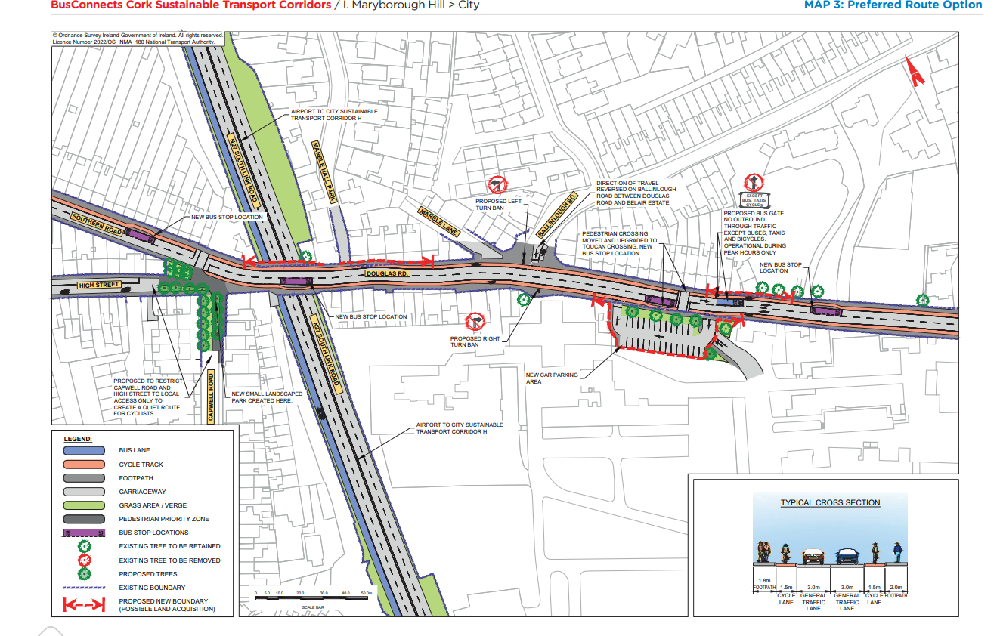 BusConnects Cork Sustainable Transport Corridors / I. Maryborough Hill > City
MAP 3: Preferred Route Option
© Ordnance Survey Ireland Government of Ireland. All rights reserved.
Licence Number 2022/OSi_NMA_180 National Transport Authority.
AIRPORT TO CITY SUSTAINABLE
TRANSPORT CORRIDOR H
N27 SOUTH LINK ROAD
MARBLE HALL PARK
SOUTHERN ROAD
NEW BUS STOP LOCATION
HIGH STREET
MARBLE LANE
PROPOSED LEFT
TURN BAN
BALLINLOUGH RD.
DIRECTION OF TRAVEL
REVERSED ON BALLINLOUGH
ROAD BETWEEN DOUGLAS
ROAD AND BELAIR ESTATE
PEDESTRIAN CROSSING
MOVED AND UPGRADED TO
TOUCAN CROSSING. NEW
BUS STOP LOCATION
EXCEPT
BUS, TAXIS,
CYCLES
PROPOSED BUS GATE.
NO OUTBOUND
THROUGH TRAFFIC
EXCEPT BUSES, TAXIS
AND BICYCLES.
OPERATIONAL DURING
PEAK HOURS ONLY
NEW BUS STOP
LOCATION
DOUGLAS RD.
NEW BUS STOP LOCATION
PROPOSED RIGHT
TURN BAN
NEW CAR PARKING
AREA
N27 SOUTH LINK ROAD
PROPOSED TO RESTRICT
CAPWELL ROAD AND
HIGH STREET TO LOCAL
ACCESS ONLY TO
CREATE A QUIET ROUTE
FOR CYCLISTS
CAPWELL ROAD
NEW SMALL LANDSCAPED
PARK CREATED HERE.
AIRPORT TO CITY SUSTAINABLE
TRANSPORT CORRIDOR H
LEGEND:
BUS LANE
CYCLE TRACK
FOOTPATH
CARRIAGEWAY
GRASS AREA / VERGE
PEDESTRIAN PRIORITY ZONE
BUS STOP LOCATIONS
EXISTING TREE TO BE RETAINED
EXISTING TREE TO BE REMOVED
PROPOSED TREES
EXISTING BOUNDARY
PROPOSED NEW BOUNDARY
(POSSIBLE LAND ACQUISITION)
0 5.0 10.0 20.0 30.0 40.0 50.0m
SCALE BAR
TYPICAL CROSS SECTION
1.8m 1.5m 3.0m 3.0m 1.5m 2.0m
FOOTPATH CYCLE LANE GENERAL TRAFFIC LANE GENERAL TRAFFIC LANE CYCLE LANE FOOTPATH